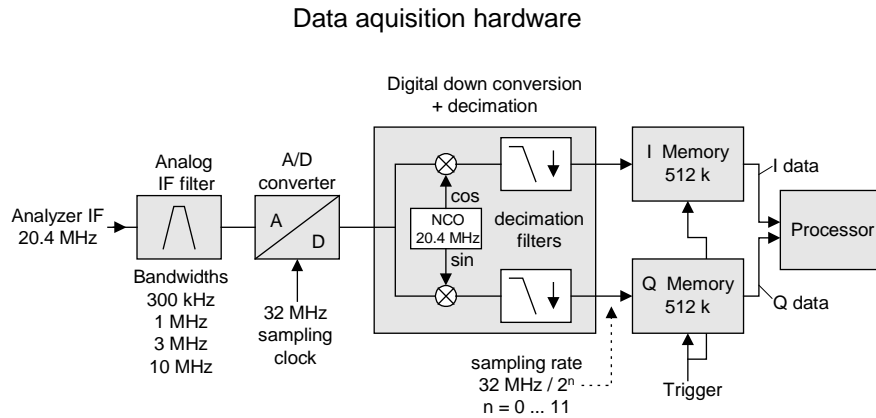 Data aquisition hardware
Digital down conversion
+ decimation
Analog
IF filter
A/D
converter
I Memory
512 k
I data
Analyzer IF
20.4 MHz
A
D
cos
NCO
20.4 MHz
sin
decimation
filters
Processor
Bandwidths
300 kHz
1 MHz
3 MHz
10 MHz
32 MHz
sampling
clock
Q Memory
512 k
Q data
sampling rate
32 MHz / 2ⁿ
n = 0 ... 11
Trigger